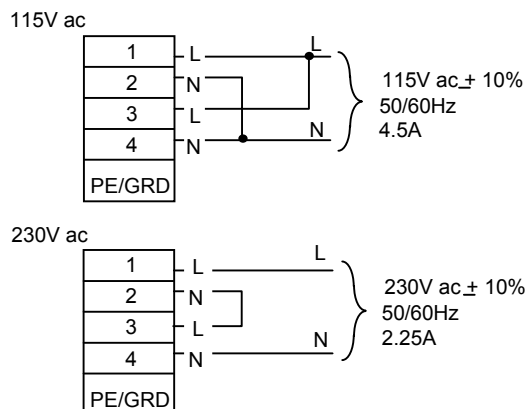 115V ac
1 L L
2 N
3 L
4 N N
PE/GRD
115V ac ± 10%
50/60Hz
4.5A
230V ac
1 L L
2 N
3 L
4 N N
PE/GRD
230V ac ± 10%
50/60Hz
2.25A